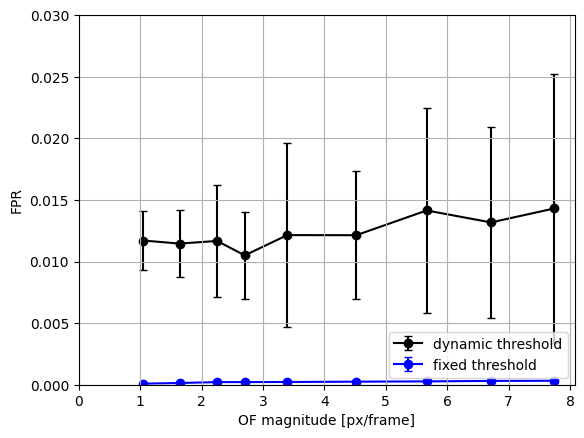 0.030
0.025
0.020
0.015
0.010
0.005
0.000
FPR
dynamic threshold
fixed threshold
0 1 2 3 4 5 6 7 8
OF magnitude [px/frame]